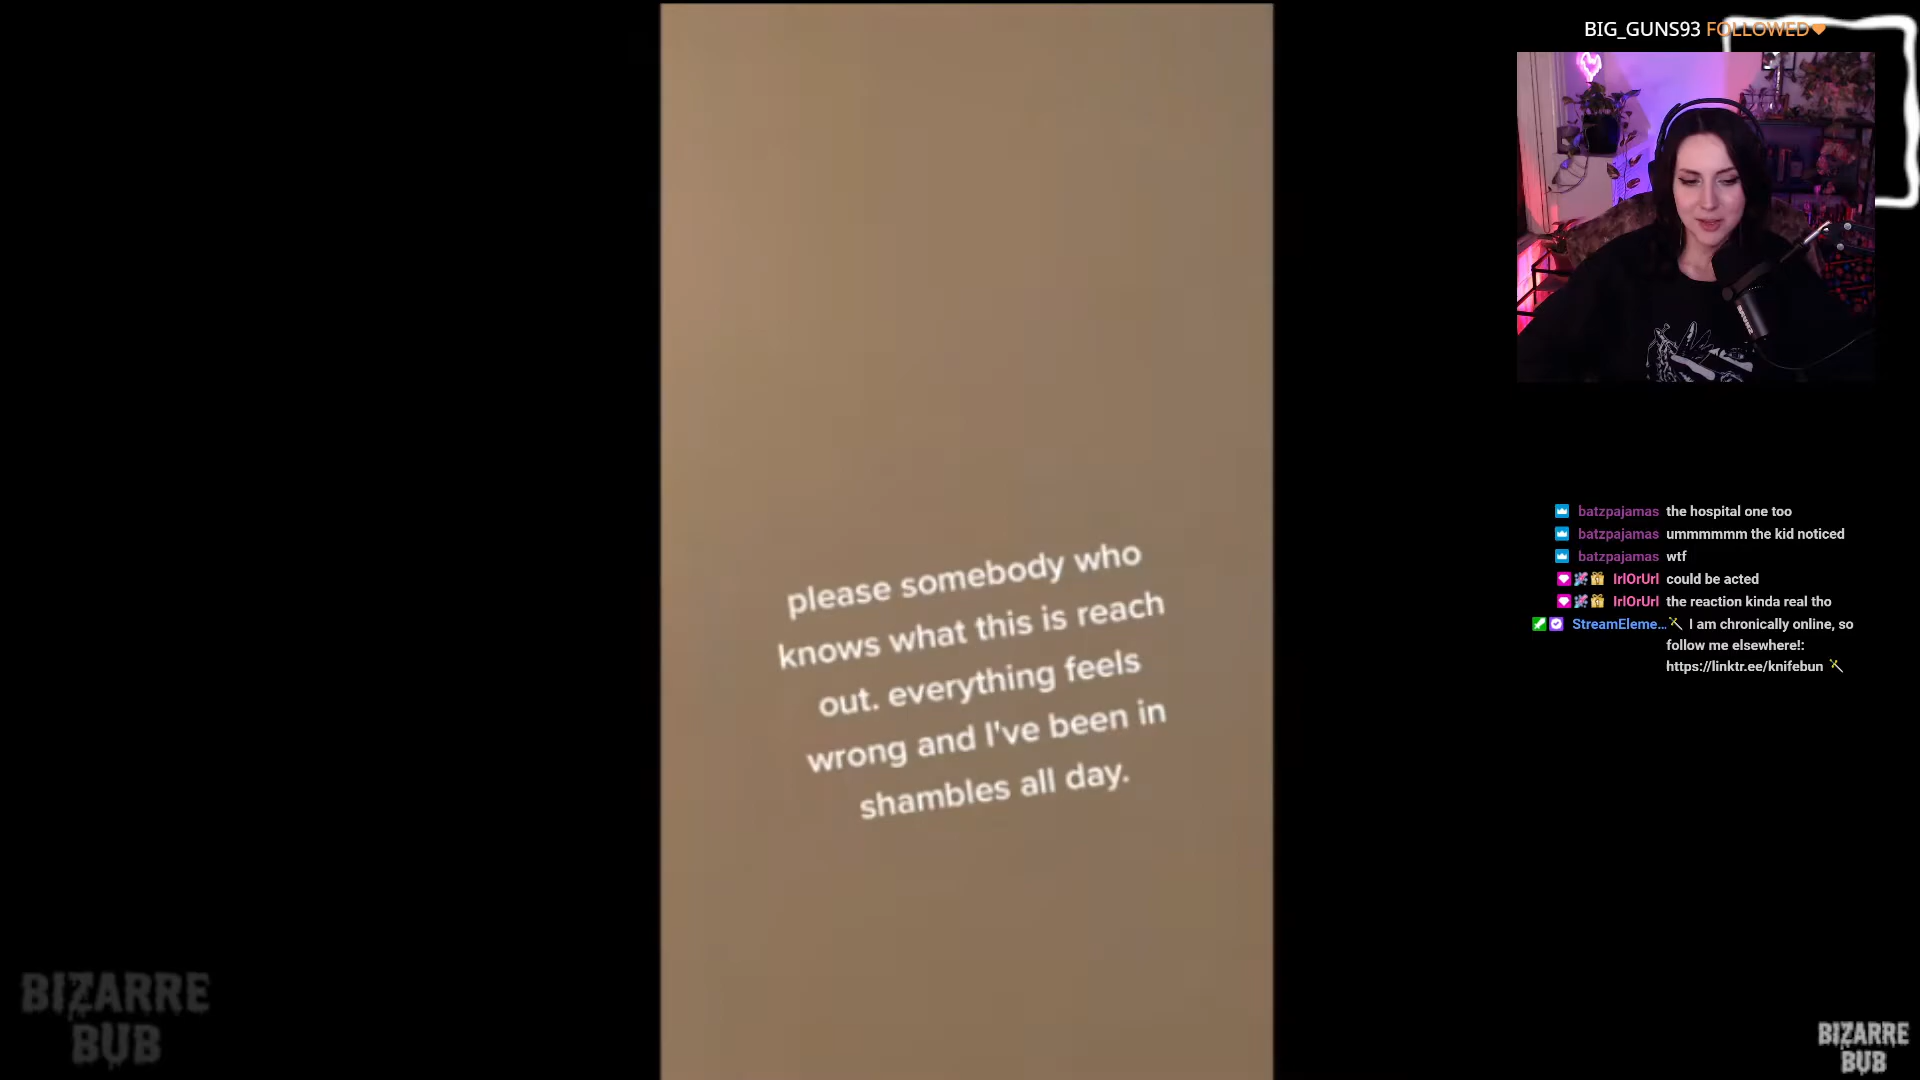 BIG_GUNS93 FOLLOWED
please somebody who
knows what this is reach
out. everything feels
wrong and I've been in
shambles all day.
batzpajamas the hospital one too
batzpajamas ummmmmm the kid noticed
batzpajamas wtf
IrlOrUrl could be acted
IrlOrUrl the reaction kinda real tho
StreamEleme... I am chronically online, so
follow me elsewhere!:
https://linktr.ee/knifebun
BIZARRE
BUB
BIZARRE
BUB